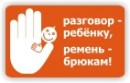 разговор -
ребёнку,
ремень -
брюкам!